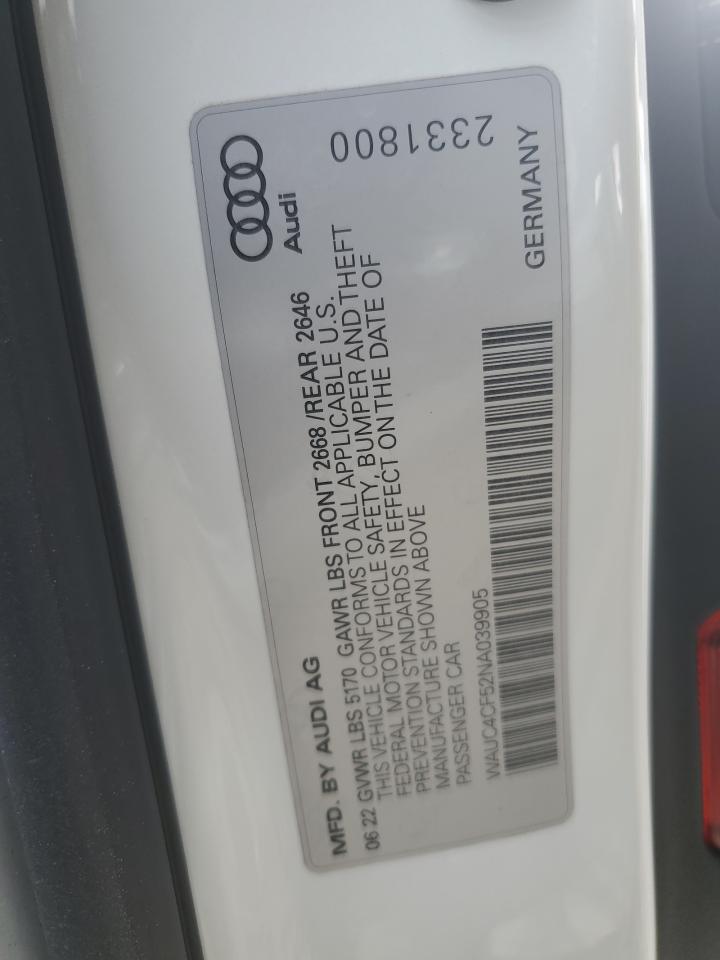 MFD. BY AUDI AG
06 22 GVWR LBS 5170 GAWR LBS FRONT 2668 /REAR 2646
THIS VEHICLE CONFORMS TO ALL APPLICABLE U.S.
FEDERAL MOTOR VEHICLE SAFETY, BUMPER AND THEFT
PREVENTION STANDARDS IN EFFECT ON THE DATE OF
MANUFACTURE SHOWN ABOVE
PASSENGER CAR
WAUC4CF52NA039905
Audi
2331800
GERMANY